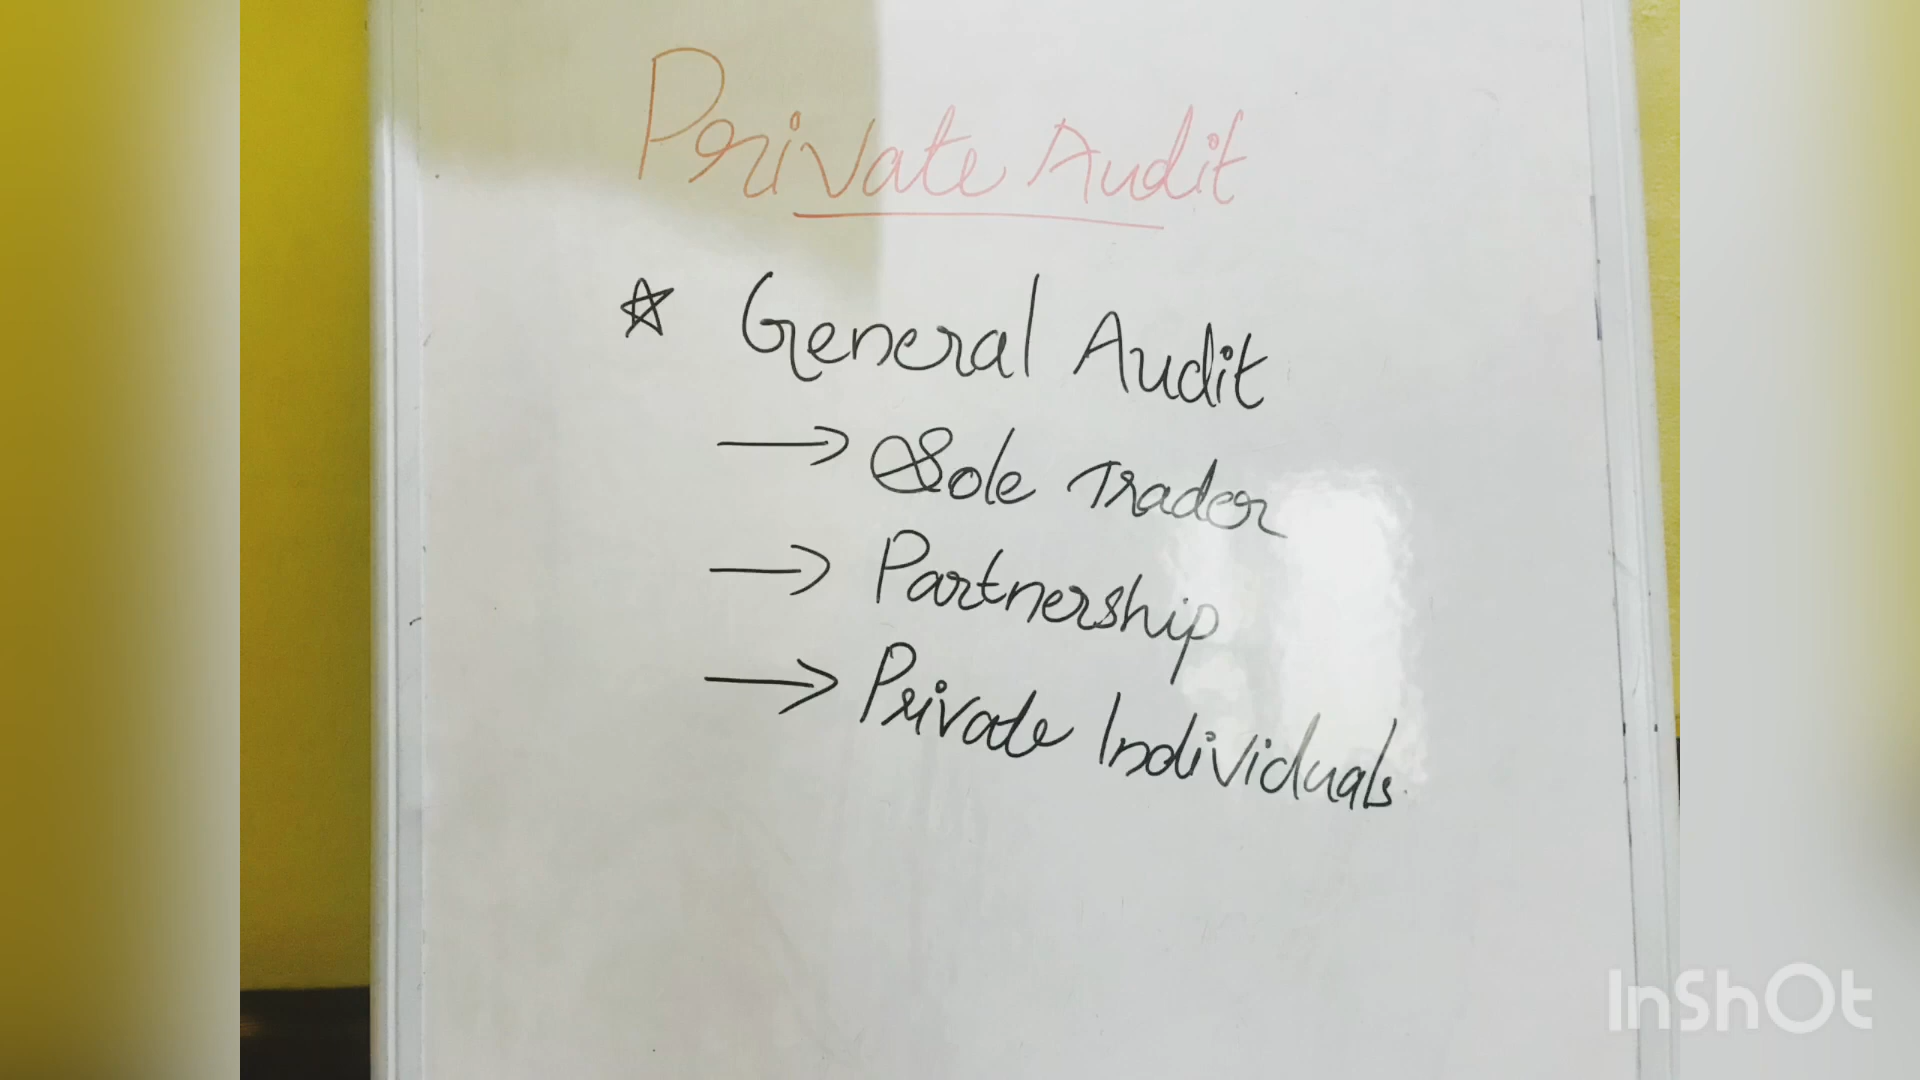 Private Audit
☆ General Audit
→ Sole Trader
→ Partnership
→ Private Individuals
InShOt